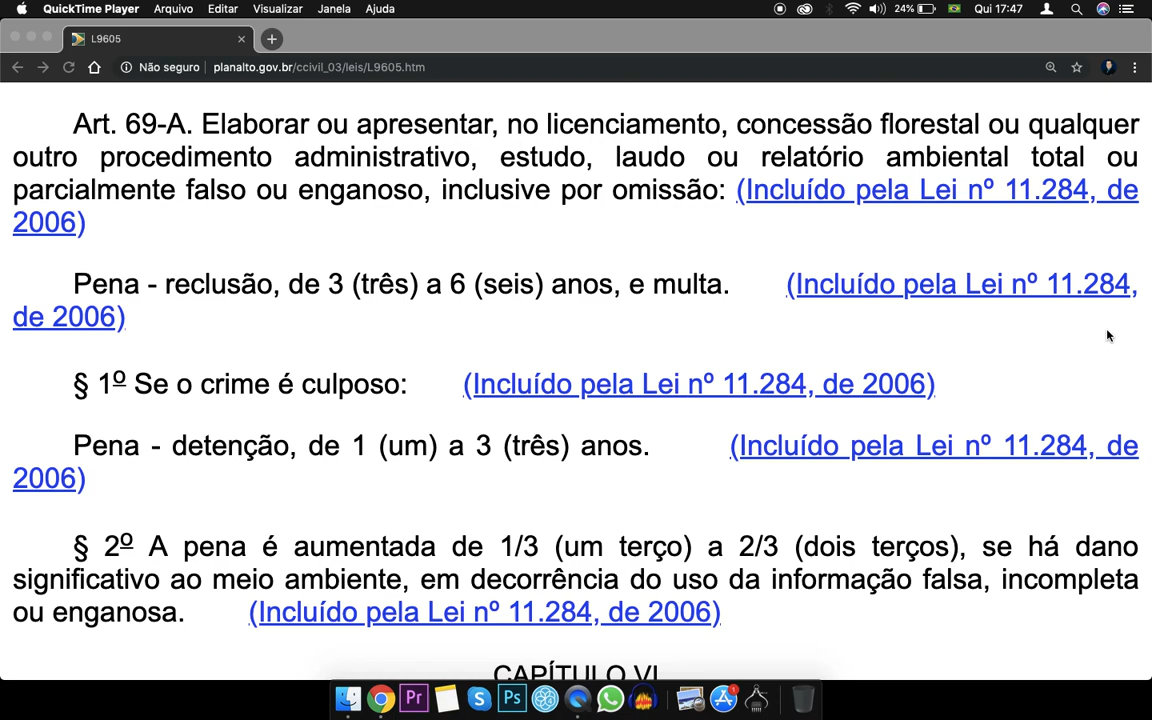 QuickTime Player Arquivo Editar Visualizar Janela Ajuda 24% Qui 17:47
L9605
Não seguro planalto.gov.br/ccivil_03/leis/L9605.htm
Art. 69-A. Elaborar ou apresentar, no licenciamento, concessão florestal ou qualquer
outro procedimento administrativo, estudo, laudo ou relatório ambiental total ou
parcialmente falso ou enganoso, inclusive por omissão: (Incluído pela Lei nº 11.284, de
2006)
Pena - reclusão, de 3 (três) a 6 (seis) anos, e multa. (Incluído pela Lei nº 11.284,
de 2006)
§ 1º Se o crime é culposo: (Incluído pela Lei nº 11.284, de 2006)
Pena - detenção, de 1 (um) a 3 (três) anos. (Incluído pela Lei nº 11.284, de
2006)
§ 2º A pena é aumentada de 1/3 (um terço) a 2/3 (dois terços), se há dano
significativo ao meio ambiente, em decorrência do uso da informação falsa, incompleta
ou enganosa. (Incluído pela Lei nº 11.284, de 2006)
CAPÍTULO VI
Pr S Ps 1